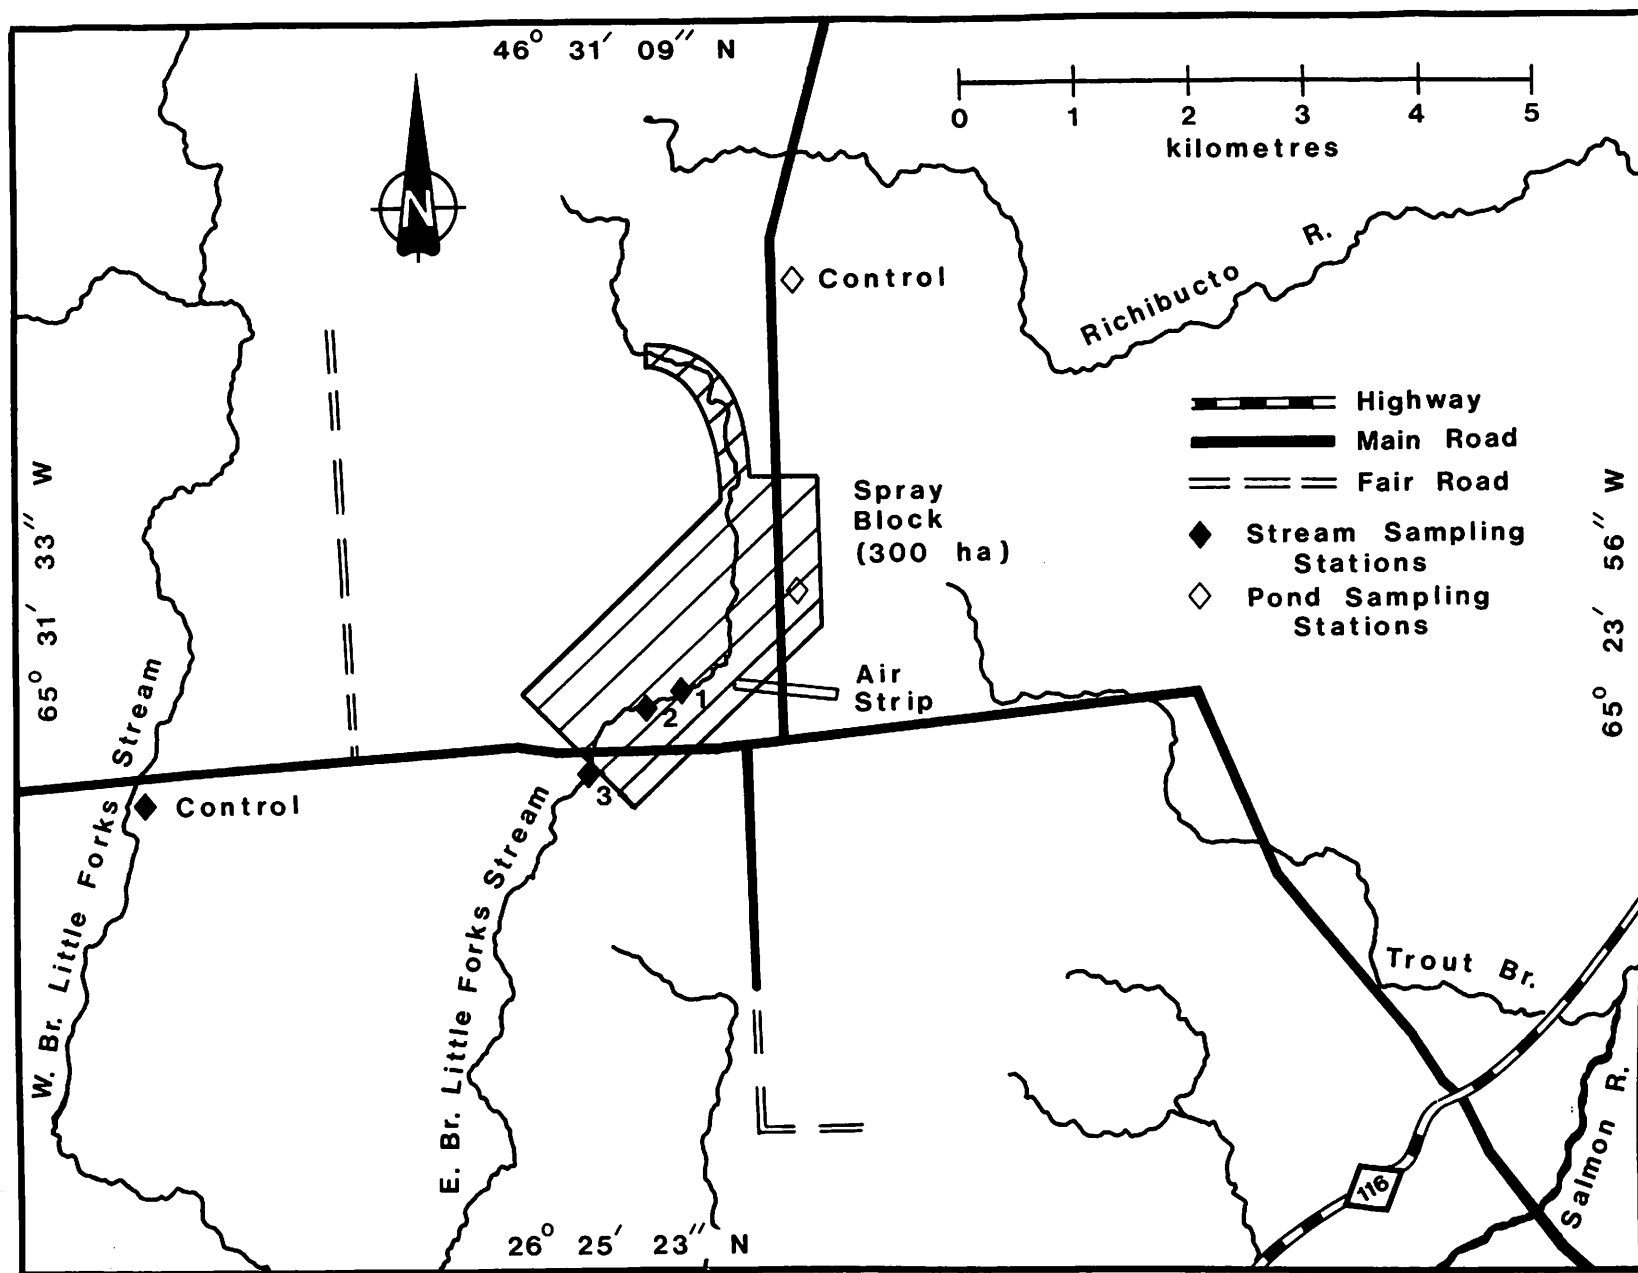 46° 31′ 09″ N
0 1 2 3 4 5
kilometres
N
Richibucto R.
Control
Highway
Main Road
Fair Road
Stream Sampling
Stations
Pond Sampling
Stations
Spray
Block
(300 ha)
65° 31′ 33″ W
65° 23′ 56″ W
Air
Strip
1
2
3
Control
W. Br. Little Forks Stream
E. Br. Little Forks Stream
Trout Br.
Salmon R.
116
26° 25′ 23″ N